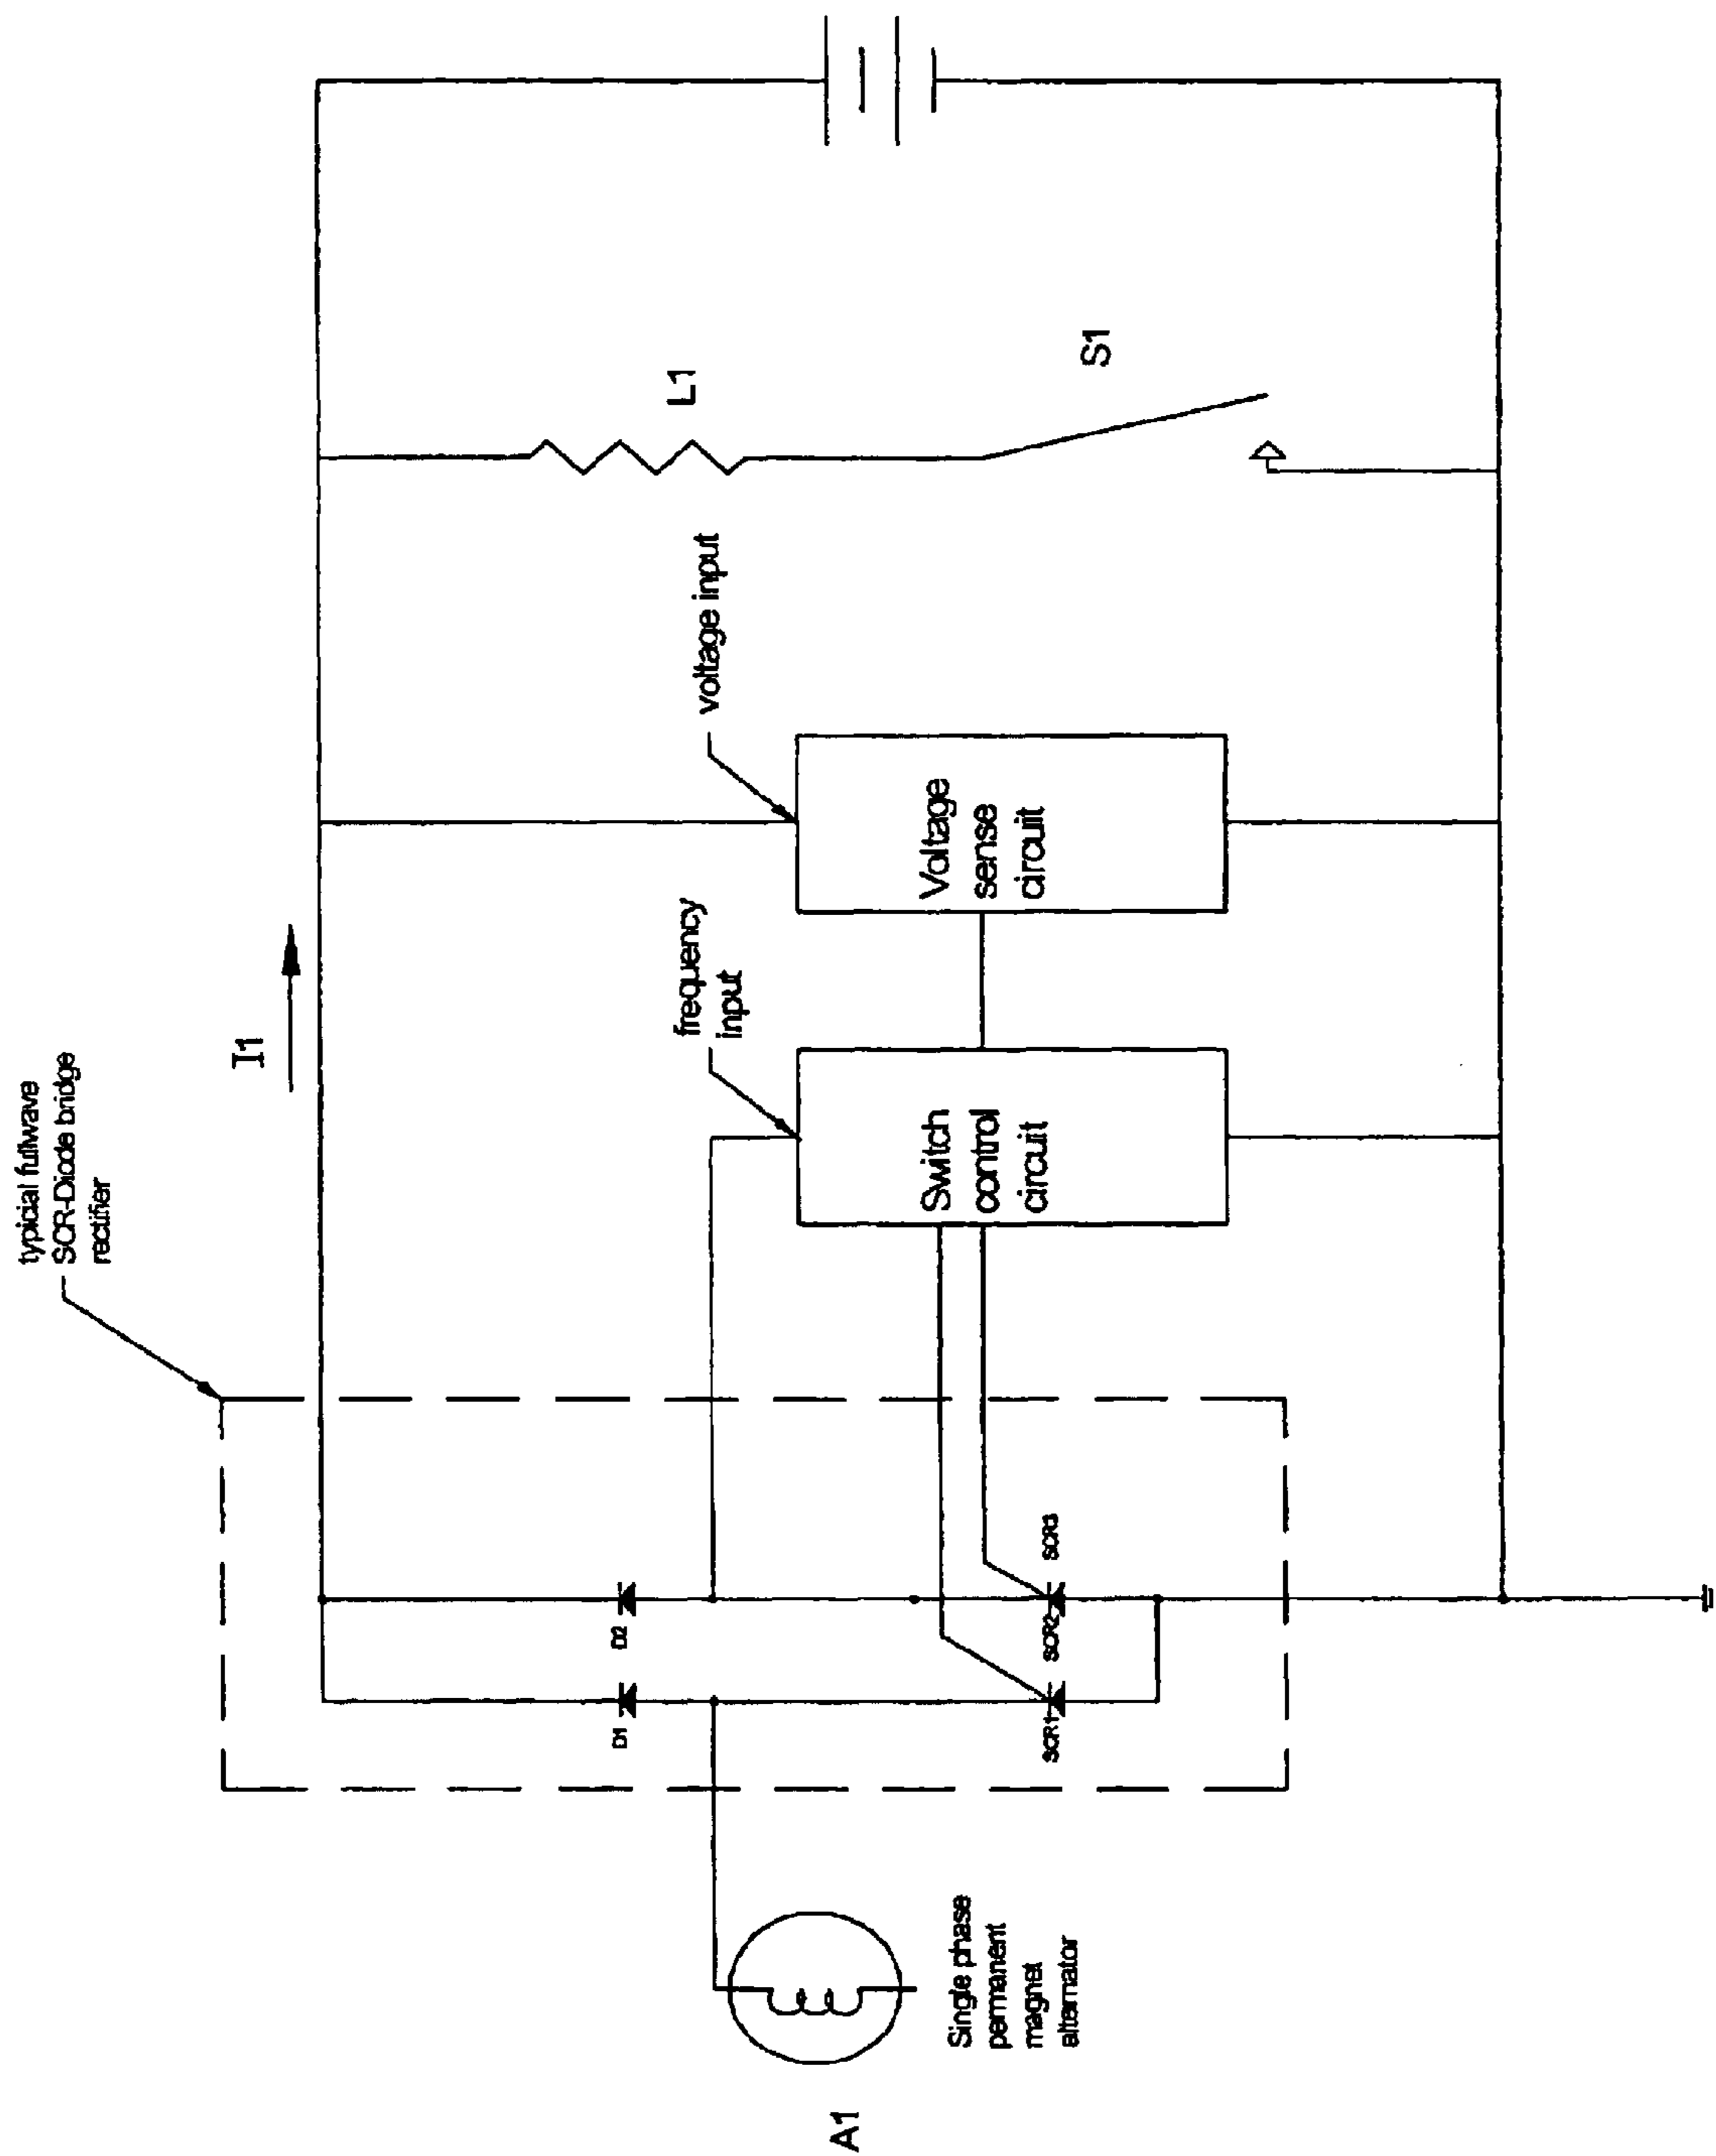 typicial fullwave
SCR-Diode bridge
rectifier
I1
frequency
input
voltage input
L1
S1
D1
D2
Switch
control
circuit
Voltage
sense
circuit
SCR1
SCR2
SCR3
A1
Single phase
permanent
magnet
alternator